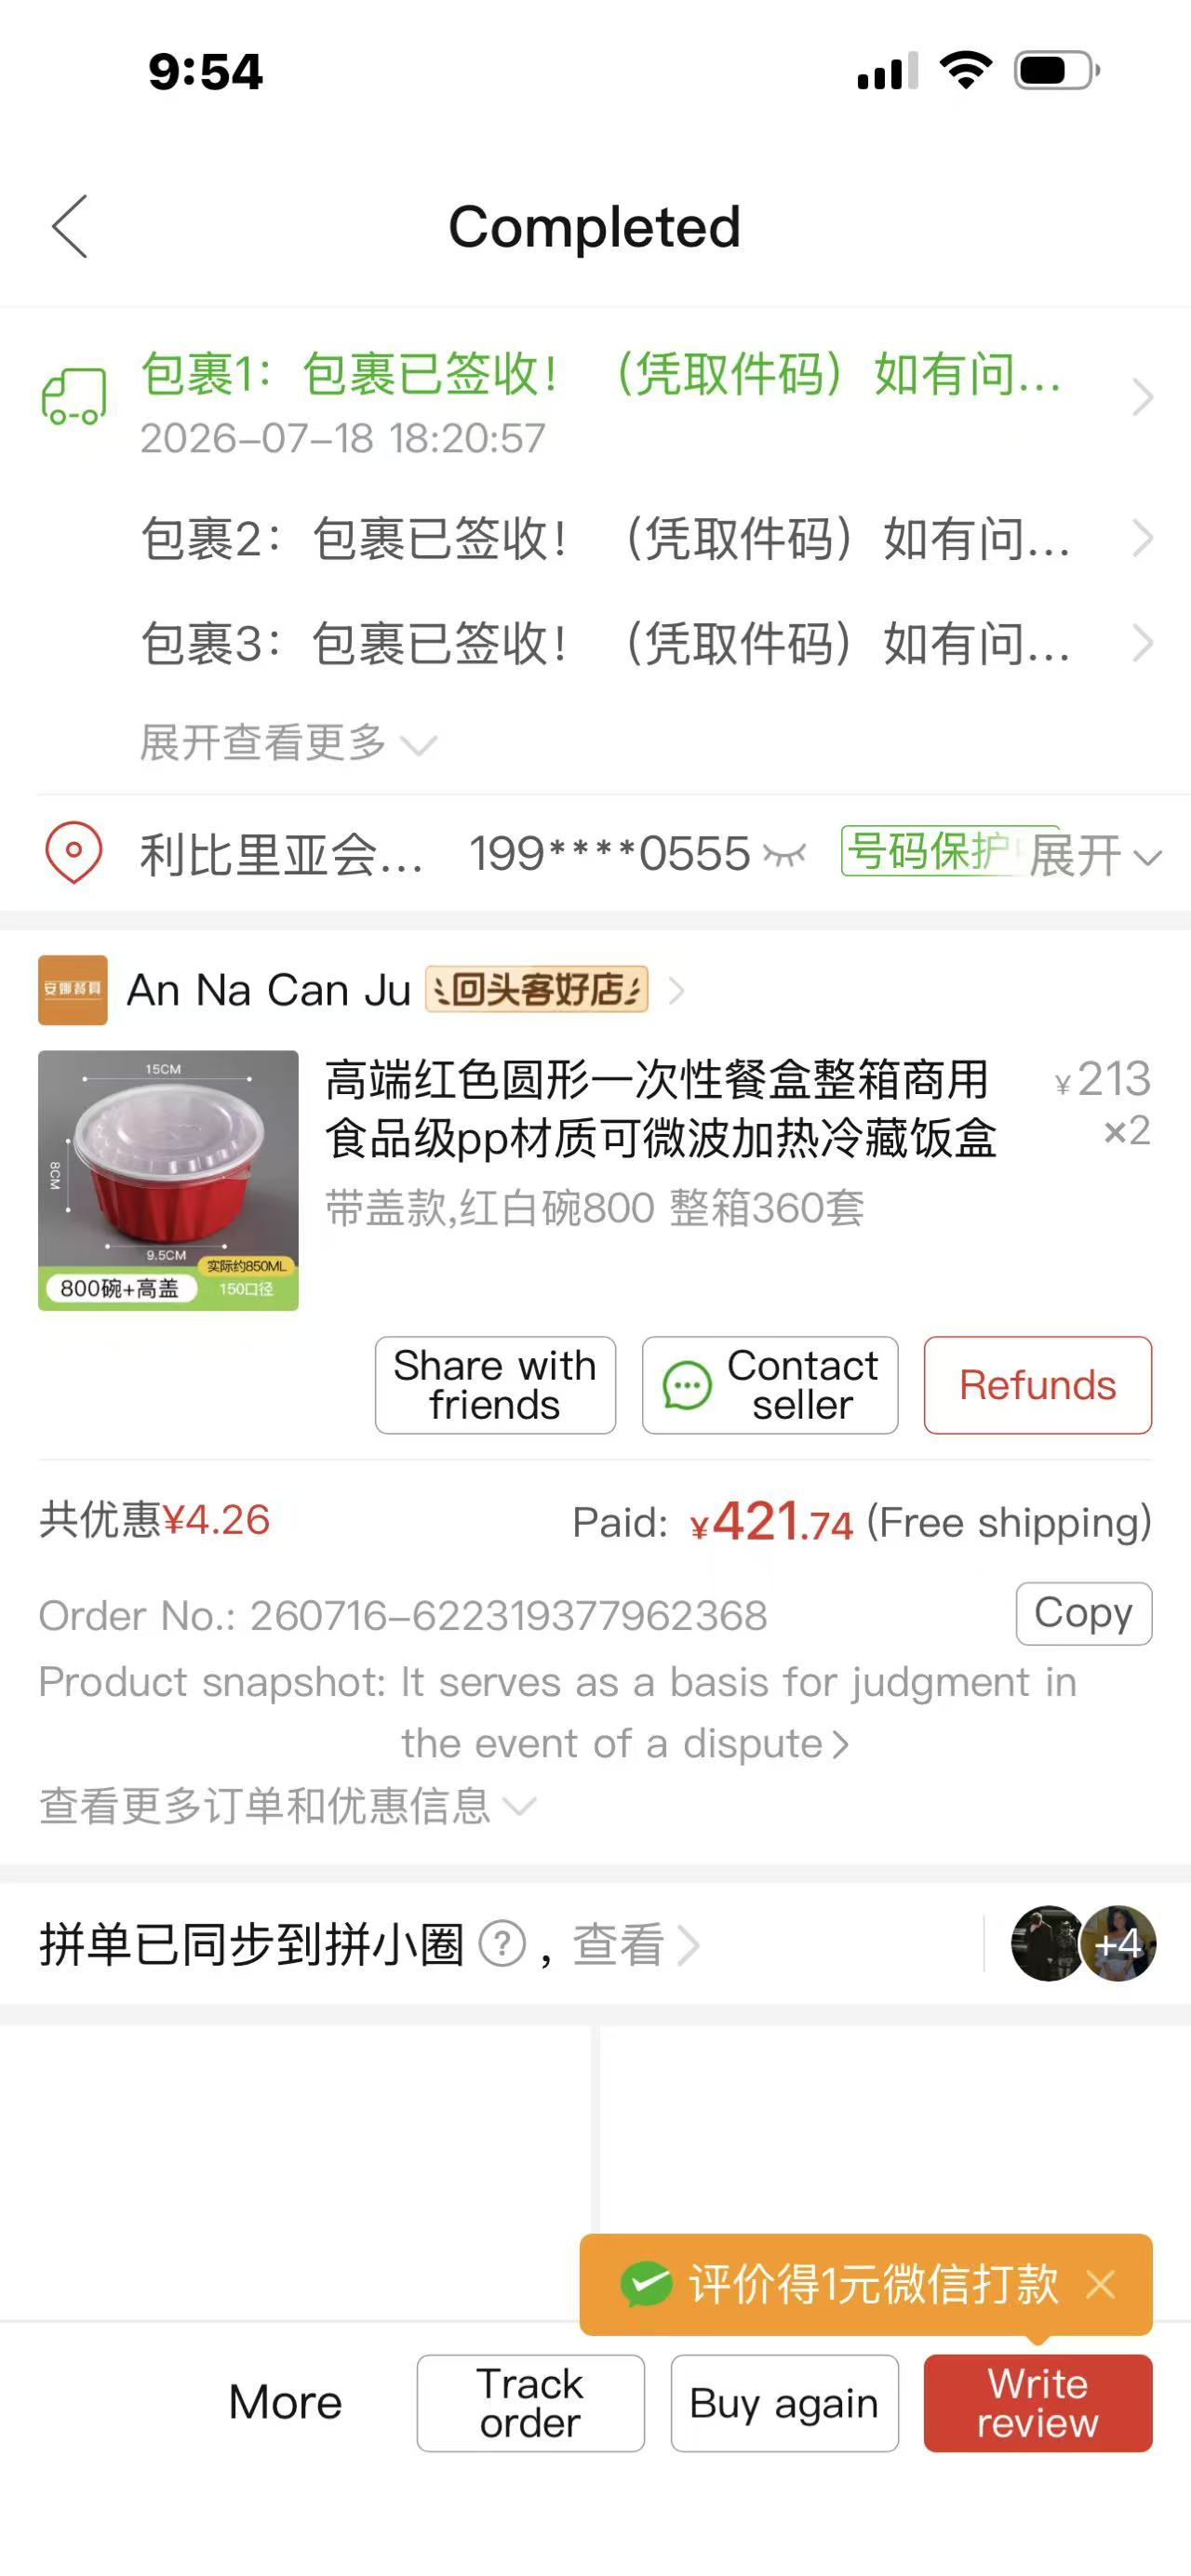 9:54
Completed
包裹1：包裹已签收！（凭取件码）如有问...
2026-07-18 18:20:57
包裹2：包裹已签收！（凭取件码）如有问...
包裹3：包裹已签收！（凭取件码）如有问...
展开查看更多
利比里亚会... 199****0555 号码保护 展开
安娜餐具 An Na Can Ju 回头客好店
15CM
8CM
9.5CM
实际约850ML
800碗+高盖 150口径
高端红色圆形一次性餐盒整箱商用 ¥213
食品级pp材质可微波加热冷藏饭盒 ×2
带盖款,红白碗800 整箱360套
Share with friends
Contact seller
Refunds
共优惠¥4.26 Paid: ¥421.74 (Free shipping)
Order No.: 260716-622319377962368 Copy
Product snapshot: It serves as a basis for judgment in
the event of a dispute
查看更多订单和优惠信息
拼单已同步到拼小圈 ?，查看 +4
评价得1元微信打款
More
Track order
Buy again
Write review